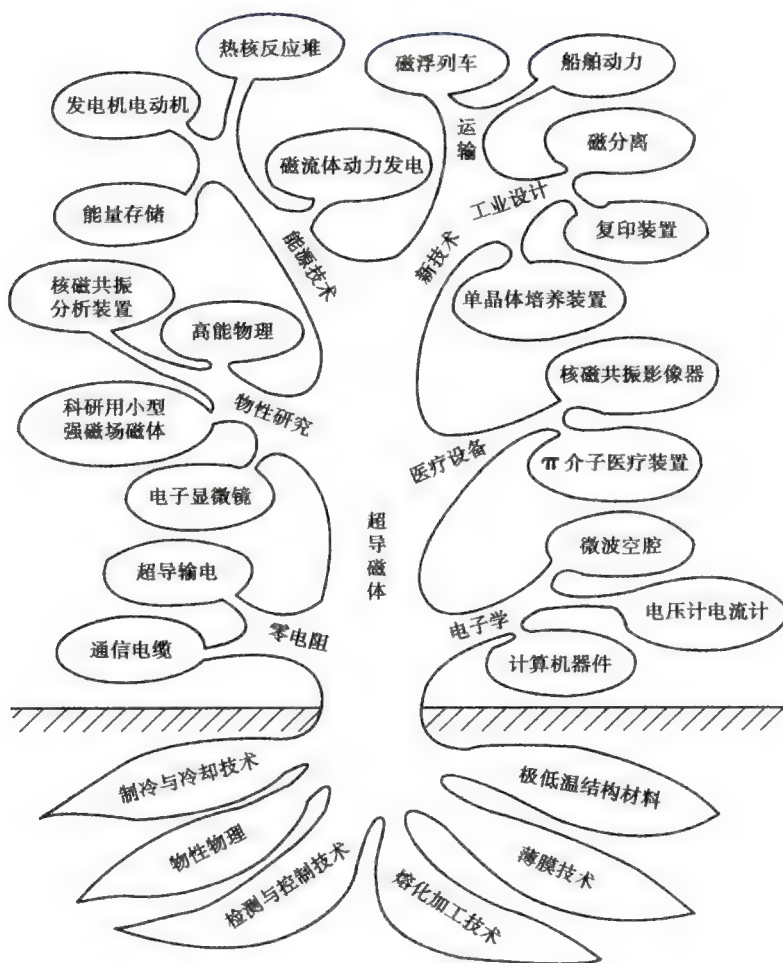 热核反应堆
磁浮列车
船舶动力
发电机电动机
运输
磁分离
磁流体动力发电
能量存储
工业设计
复印装置
能源技术
新技术
核磁共振
分析装置
单晶体培养装置
高能物理
核磁共振影像器
科研用小型
强磁场磁体
物性研究
医疗设备
π介子医疗装置
电子显微镜
超导磁体
微波空腔
超导输电
电压计电流计
零电阻
电子学
通信电缆
计算机器件
制冷与冷却技术
极低温结构材料
物性物理
薄膜技术
检测与控制技术
熔化加工技术